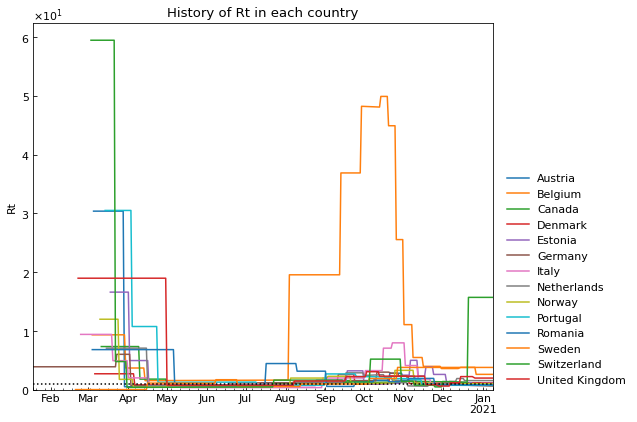 History of Rt in each country
×10¹
6
5
4
3
2
1
0
Rt
Feb Mar Apr May Jun Jul Aug Sep Oct Nov Dec Jan
2021
Austria
Belgium
Canada
Denmark
Estonia
Germany
Italy
Netherlands
Norway
Portugal
Romania
Sweden
Switzerland
United Kingdom